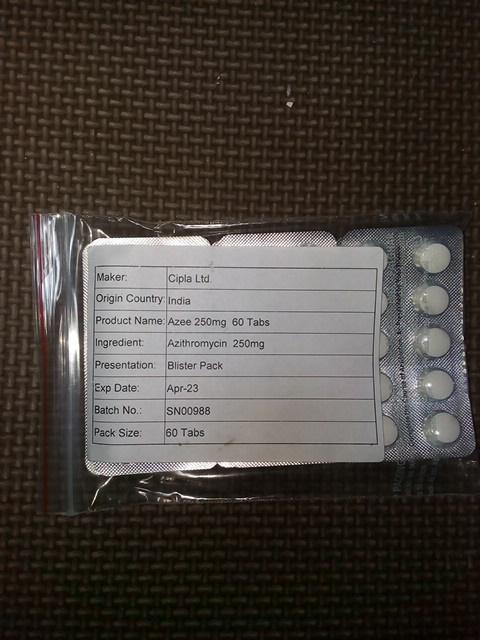 Maker: Cipla Ltd.
Origin Country: India
Product Name: Azee 250mg 60 Tabs
Ingredient: Azithromycin 250mg
Presentation: Blister Pack
Exp Date: Apr-23
Batch No.: SN00988
Pack Size: 60 Tabs